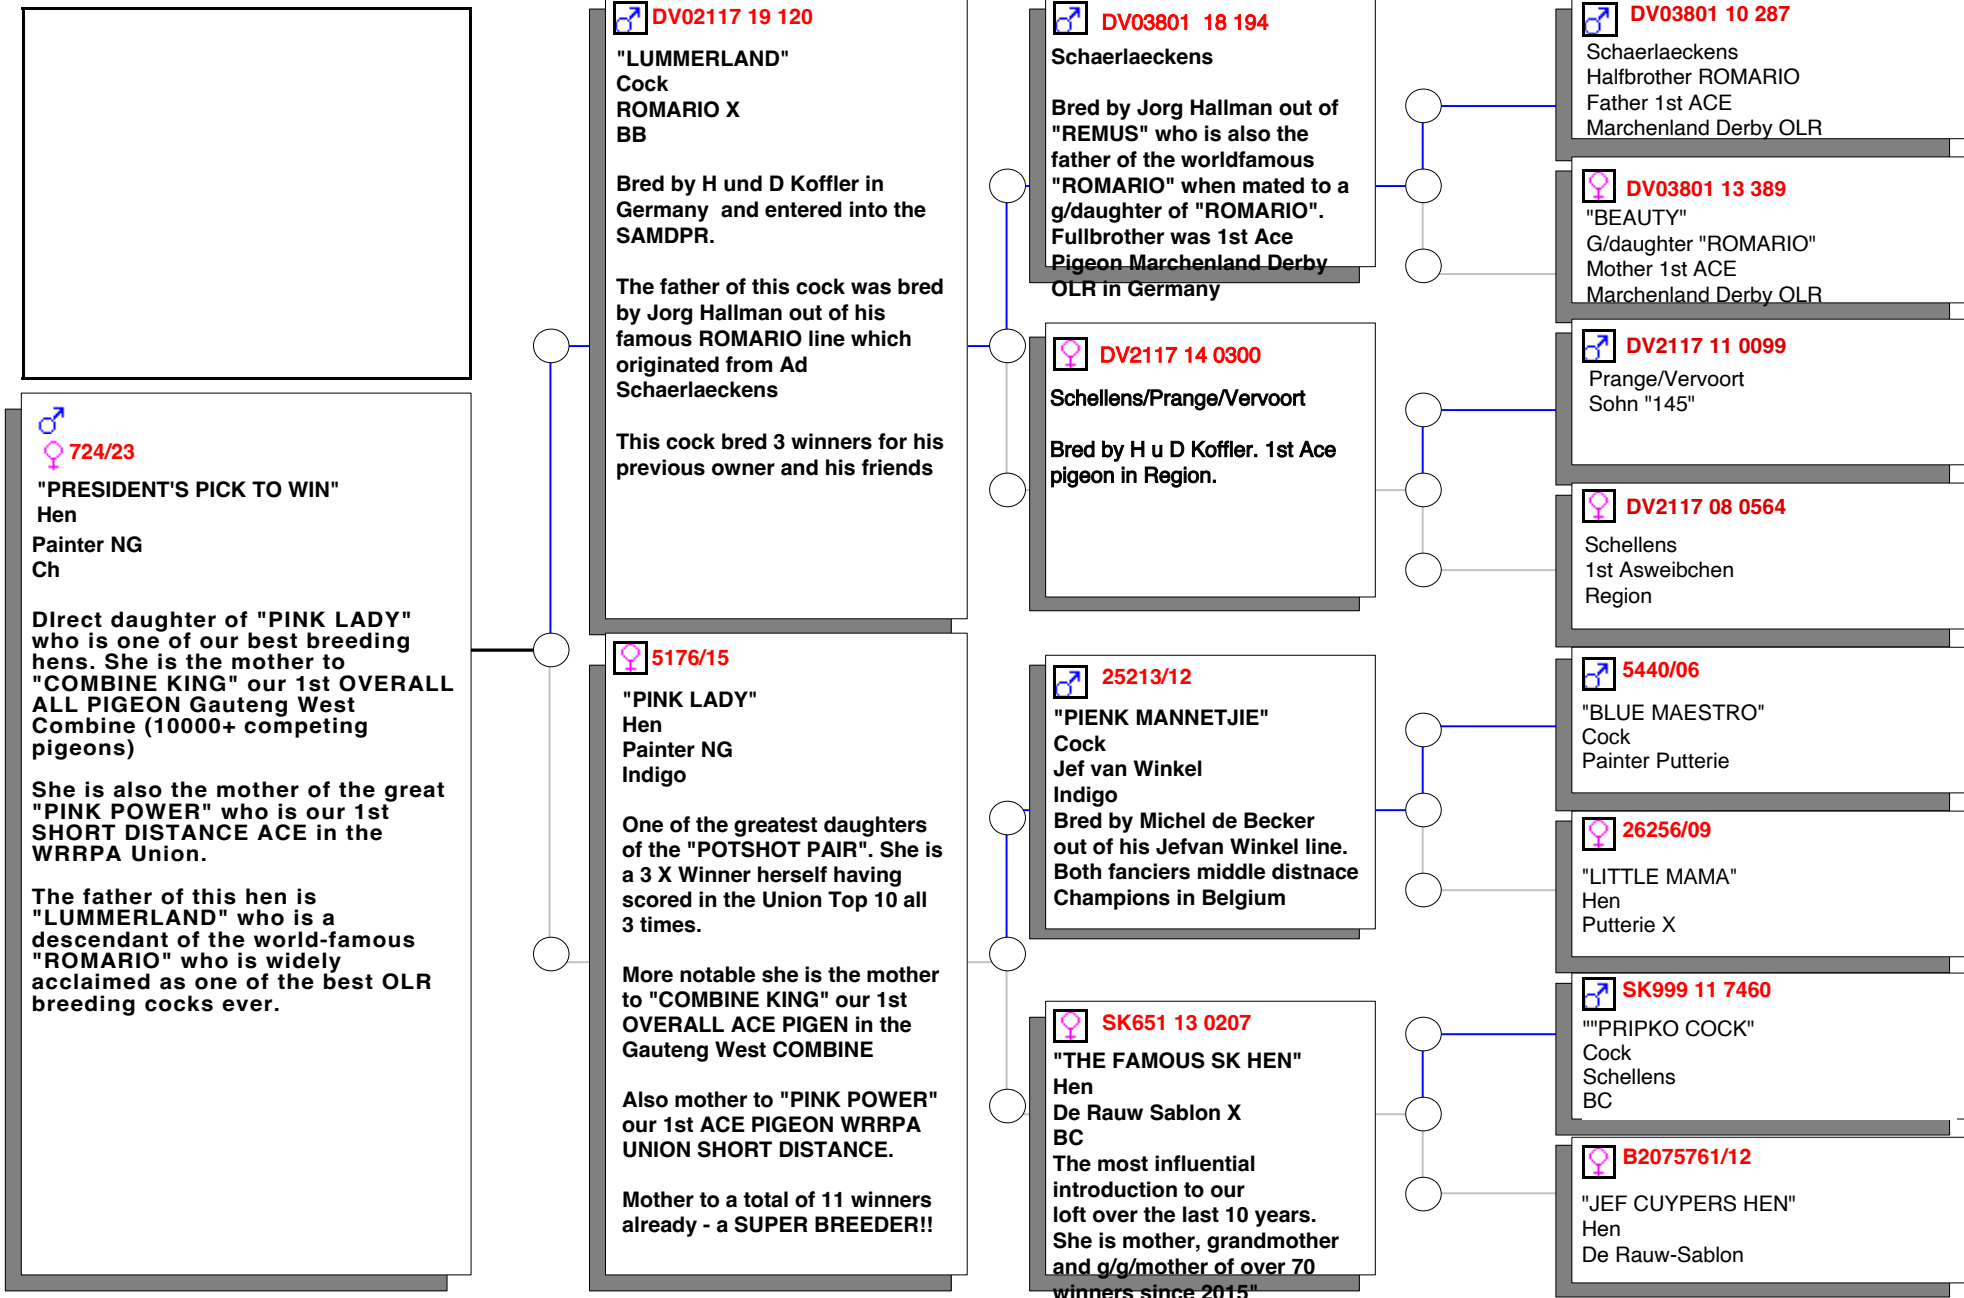 724/23
"PRESIDENT'S PICK TO WIN"
Hen
Painter NG
Ch
DIrect daughter of "PINK LADY"
who is one of our best breeding
hens. She is the mother to
"COMBINE KING" our 1st OVERALL
ALL PIGEON Gauteng West
Combine (10000+ competing
pigeons)
She is also the mother of the great
"PINK POWER" who is our 1st
SHORT DISTANCE ACE in the
WRRPA Union.
The father of this hen is
"LUMMERLAND" who is a
descendant of the world-famous
"ROMARIO" who is widely
acclaimed as one of the best OLR
breeding cocks ever.
DV02117 19 120
"LUMMERLAND"
Cock
ROMARIO X
BB
Bred by H und D Koffler in
Germany  and entered into the
SAMDPR.
The father of this cock was bred
by Jorg Hallman out of his
famous ROMARIO line which
originated from Ad
Schaerlaeckens
This cock bred 3 winners for his
previous owner and his friends
5176/15
"PINK LADY"
Hen
Painter NG
Indigo
One of the greatest daughters
of the "POTSHOT PAIR". She is
a 3 X Winner herself having
scored in the Union Top 10 all
3 times.
More notable she is the mother
to "COMBINE KING" our 1st
OVERALL ACE PIGEN in the
Gauteng West COMBINE
Also mother to "PINK POWER"
our 1st ACE PIGEON WRRPA
UNION SHORT DISTANCE.
Mother to a total of 11 winners
already - a SUPER BREEDER!!
DV03801  18 194
Schaerlaeckens
Bred by Jorg Hallman out of
"REMUS" who is also the
father of the worldfamous
"ROMARIO" when mated to a
g/daughter of "ROMARIO".
Fullbrother was 1st Ace
Pigeon Marchenland Derby
OLR in Germany
DV2117 14 0300
Schellens/Prange/Vervoort
Bred by H u D Koffler. 1st Ace
pigeon in Region.
25213/12
"PIENK MANNETJIE"
Cock
Jef van Winkel
Indigo
Bred by Michel de Becker
out of his Jefvan Winkel line.
Both fanciers middle distnace
Champions in Belgium
SK651 13 0207
"THE FAMOUS SK HEN"
Hen
De Rauw Sablon X
BC
The most influential
introduction to our
loft over the last 10 years.
She is mother, grandmother
and g/g/mother of over 70
winners since 2015"
DV03801 10 287
Schaerlaeckens
Halfbrother ROMARIO
Father 1st ACE
Marchenland Derby OLR
DV03801 13 389
"BEAUTY"
G/daughter "ROMARIO"
Mother 1st ACE
Marchenland Derby OLR
DV2117 11 0099
Prange/Vervoort
Sohn "145"
DV2117 08 0564
Schellens
1st Asweibchen
Region
5440/06
"BLUE MAESTRO"
Cock
Painter Putterie
26256/09
"LITTLE MAMA"
Hen
Putterie X
SK999 11 7460
""PRIPKO COCK"
Cock
Schellens
BC
B2075761/12
"JEF CUYPERS HEN"
Hen
De Rauw-Sablon